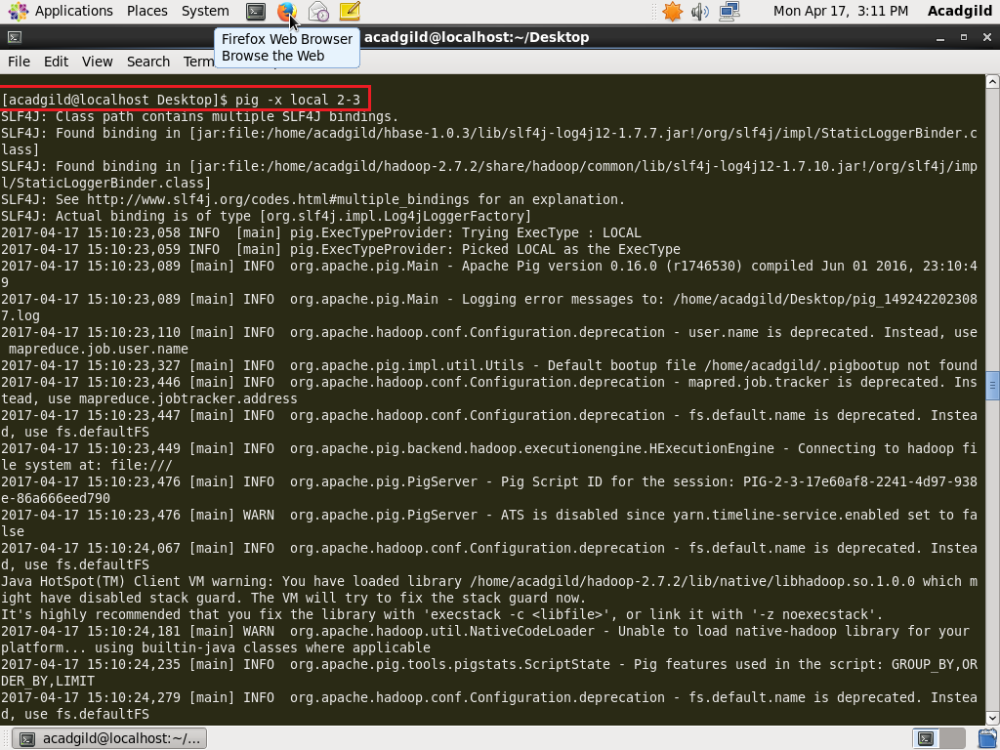 Applications Places System Mon Apr 17, 3:11 PM Acadgild
acadgild@localhost:~/Desktop
Firefox Web Browser
Browse the Web
File Edit View Search Term
[acadgild@localhost Desktop]$ pig -x local 2-3
SLF4J: Class path contains multiple SLF4J bindings.
SLF4J: Found binding in [jar:file:/home/acadgild/hbase-1.0.3/lib/slf4j-log4j12-1.7.7.jar!/org/slf4j/impl/StaticLoggerBinder.c
lass]
SLF4J: Found binding in [jar:file:/home/acadgild/hadoop-2.7.2/share/hadoop/common/lib/slf4j-log4j12-1.7.10.jar!/org/slf4j/imp
l/StaticLoggerBinder.class]
SLF4J: See http://www.slf4j.org/codes.html#multiple_bindings for an explanation.
SLF4J: Actual binding is of type [org.slf4j.impl.Log4jLoggerFactory]
2017-04-17 15:10:23,058 INFO  [main] pig.ExecTypeProvider: Trying ExecType : LOCAL
2017-04-17 15:10:23,059 INFO  [main] pig.ExecTypeProvider: Picked LOCAL as the ExecType
2017-04-17 15:10:23,089 [main] INFO  org.apache.pig.Main - Apache Pig version 0.16.0 (r1746530) compiled Jun 01 2016, 23:10:4
9
2017-04-17 15:10:23,089 [main] INFO  org.apache.pig.Main - Logging error messages to: /home/acadgild/Desktop/pig_149242202308
7.log
2017-04-17 15:10:23,110 [main] INFO  org.apache.hadoop.conf.Configuration.deprecation - user.name is deprecated. Instead, use
 mapreduce.job.user.name
2017-04-17 15:10:23,327 [main] INFO  org.apache.pig.impl.util.Utils - Default bootup file /home/acadgild/.pigbootup not found
2017-04-17 15:10:23,446 [main] INFO  org.apache.hadoop.conf.Configuration.deprecation - mapred.job.tracker is deprecated. Ins
tead, use mapreduce.jobtracker.address
2017-04-17 15:10:23,447 [main] INFO  org.apache.hadoop.conf.Configuration.deprecation - fs.default.name is deprecated. Instea
d, use fs.defaultFS
2017-04-17 15:10:23,449 [main] INFO  org.apache.pig.backend.hadoop.executionengine.HExecutionEngine - Connecting to hadoop fi
le system at: file:///
2017-04-17 15:10:23,476 [main] INFO  org.apache.pig.PigServer - Pig Script ID for the session: PIG-2-3-17e60af8-2241-4d97-938
e-86a666eed790
2017-04-17 15:10:23,476 [main] WARN  org.apache.pig.PigServer - ATS is disabled since yarn.timeline-service.enabled set to fa
lse
2017-04-17 15:10:24,067 [main] INFO  org.apache.hadoop.conf.Configuration.deprecation - fs.default.name is deprecated. Instea
d, use fs.defaultFS
Java HotSpot(TM) Client VM warning: You have loaded library /home/acadgild/hadoop-2.7.2/lib/native/libhadoop.so.1.0.0 which m
ight have disabled stack guard. The VM will try to fix the stack guard now.
It's highly recommended that you fix the library with 'execstack -c <libfile>', or link it with '-z noexecstack'.
2017-04-17 15:10:24,181 [main] WARN  org.apache.hadoop.util.NativeCodeLoader - Unable to load native-hadoop library for your
platform... using builtin-java classes where applicable
2017-04-17 15:10:24,235 [main] INFO  org.apache.pig.tools.pigstats.ScriptState - Pig features used in the script: GROUP_BY,OR
DER_BY,LIMIT
2017-04-17 15:10:24,279 [main] INFO  org.apache.hadoop.conf.Configuration.deprecation - fs.default.name is deprecated. Instea
d, use fs.defaultFS
acadgild@localhost:~/...